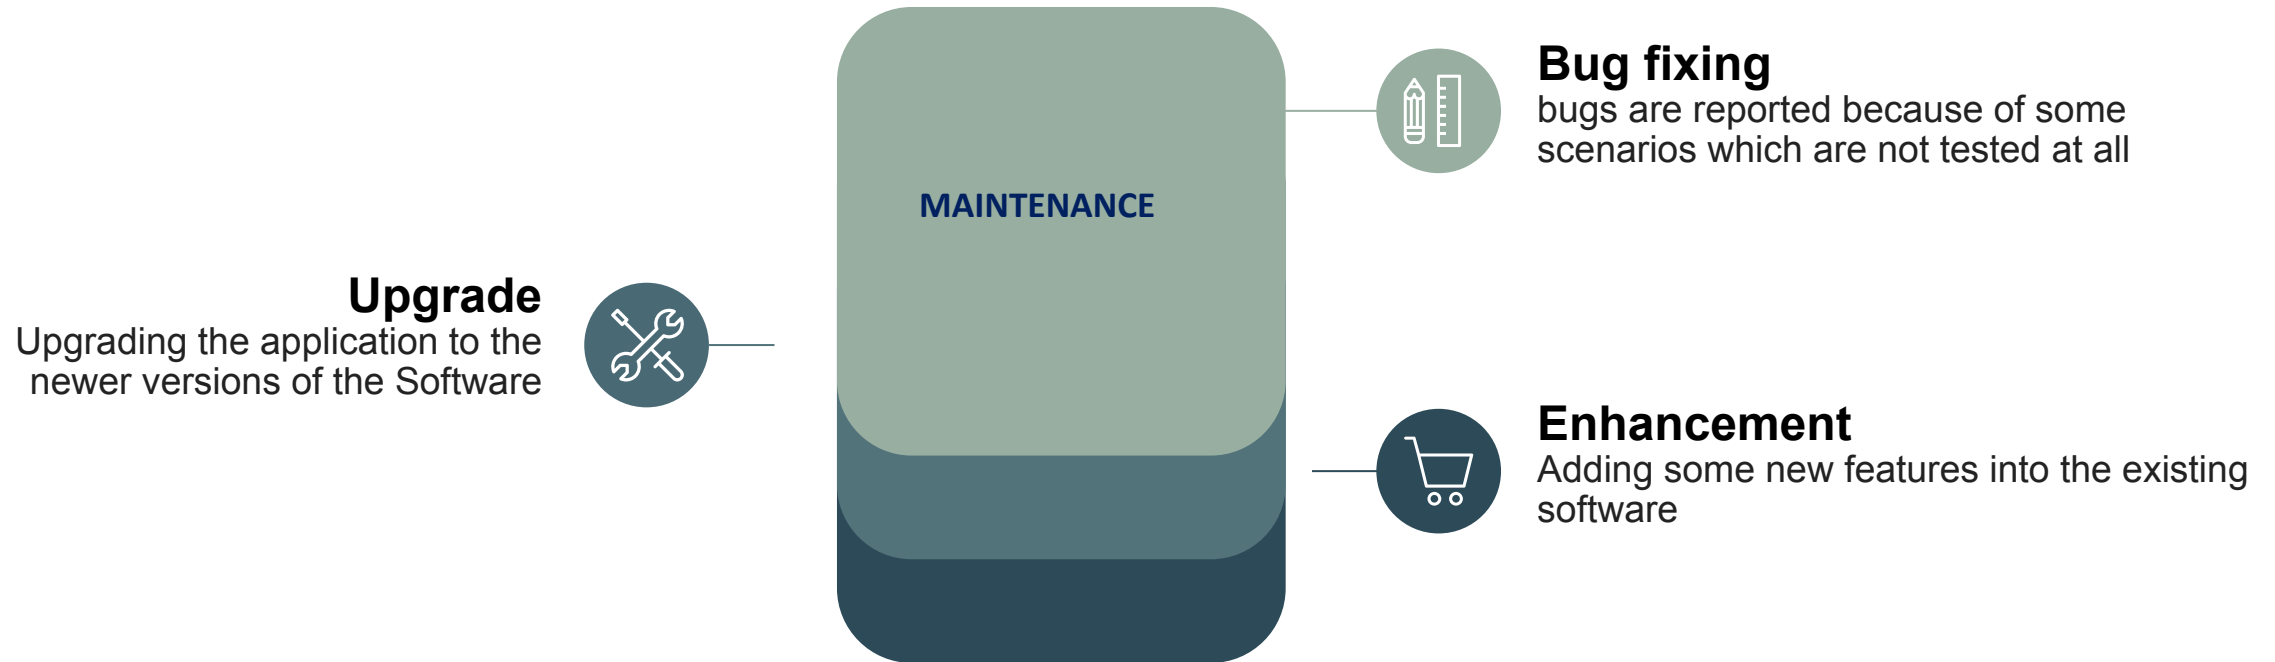 Bug fixing
bugs are reported because of some
scenarios which are not tested at all
MAINTENANCE
Upgrade
Upgrading the application to the
newer versions of the Software
Enhancement
Adding some new features into the existing
software